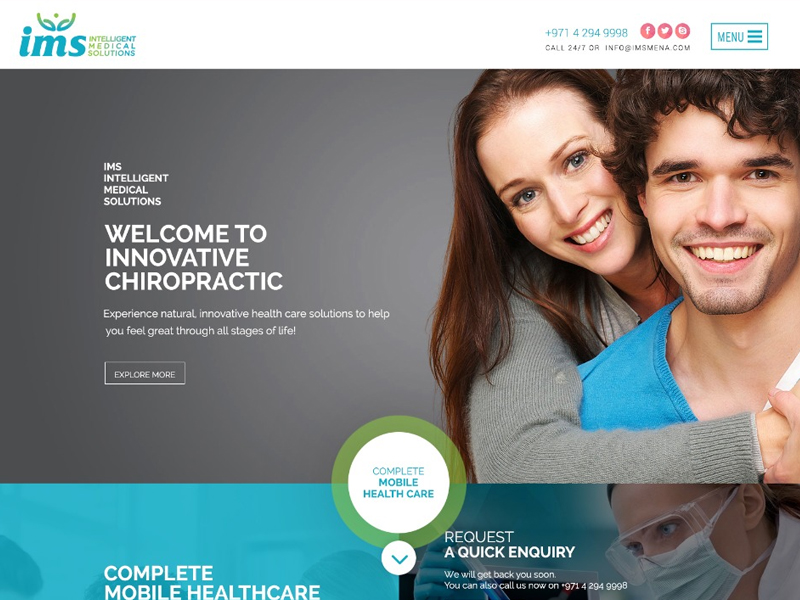 ims INTELLIGENT
MEDICAL
SOLUTIONS
+971 4 294 9998
CALL 24/7 OR INFO@IMSMENA.COM
MENU
IMS
INTELLIGENT
MEDICAL
SOLUTIONS
WELCOME TO
INNOVATIVE
CHIROPRACTIC
Experience natural, innovative health care solutions to help
you feel great through all stages of life!
EXPLORE MORE
COMPLETE
MOBILE
HEALTH CARE
COMPLETE
MOBILE HEALTHCARE
REQUEST
A QUICK ENQUIRY
We will get back you soon.
You can also call us now on +971 4 294 9998